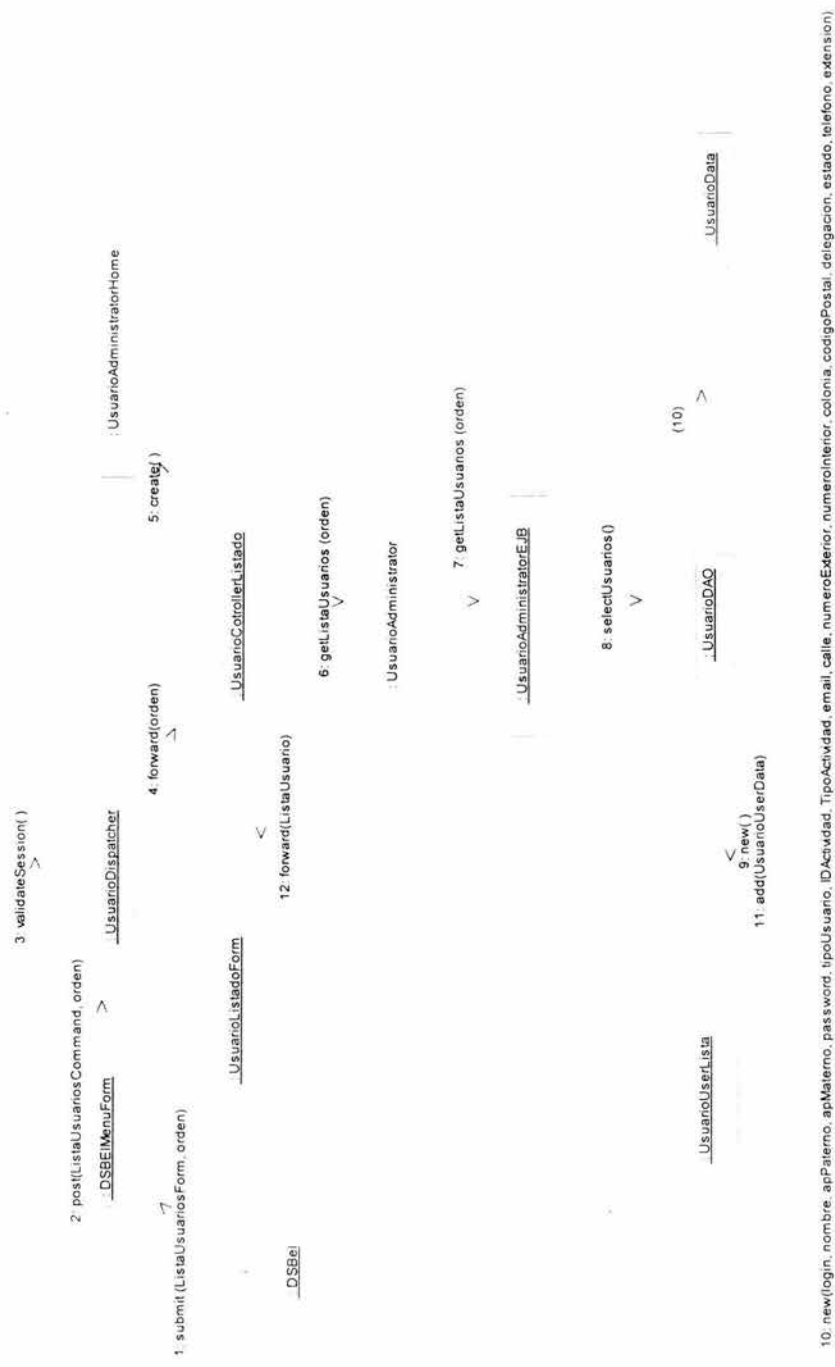 3: validateSession( )
2: post(ListaUsuariosCommand, orden)
: DSBEIMenuForm
: UsuarioDispatcher
: UsuarioAdministratorHome
1: submit (ListaUsuariosForm, orden)
4: forward(orden)
5: create( )
: UsuarioListadoForm
: UsuarioCotrollerListado
: DSBeI
12: forward(ListaUsuario)
6: getListaUsuarios (orden)
: UsuarioAdministrator
7: getListaUsuarios (orden)
: UsuarioAdministratorEJB
8: selectUsuarios()
(10)
: UsuarioUserLista
: UsuarioDAO
: UsuarioData
9: new( )
11: add(UsuarioUserData)
10: new(login, nombre, apPaterno, apMaterno, password, tipoUsuario, IDActividad, TipoActividad, email, calle, numeroExterior, numeroInterior, colonia, codigoPostal, delegacion, estado, telefono, extension)